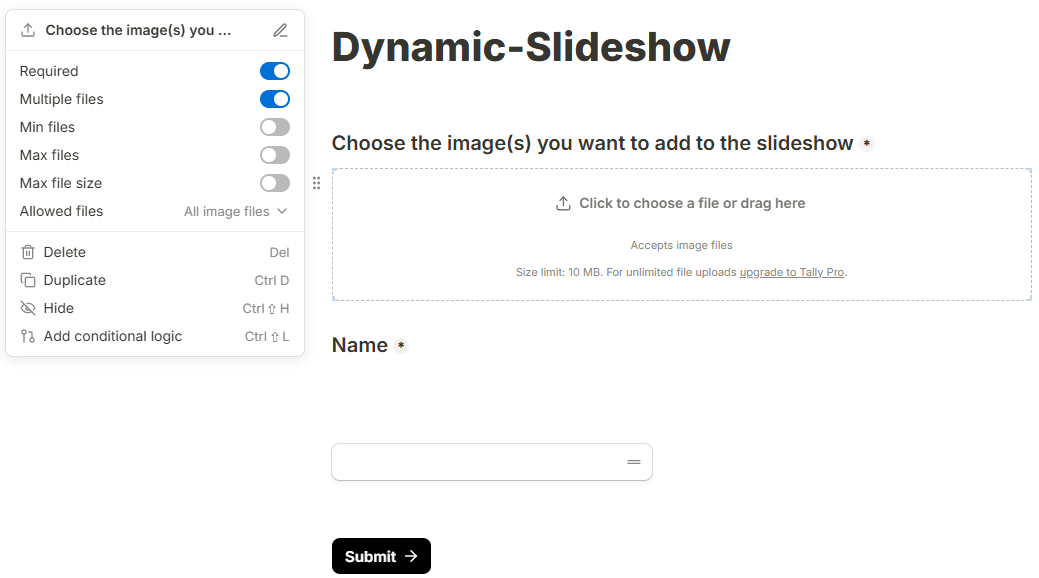 Choose the image(s) you ...
Required
Multiple files
Min files
Max files
Max file size
Allowed files All image files
Delete Del
Duplicate Ctrl D
Hide Ctrl ⇧ H
Add conditional logic Ctrl ⇧ L
Dynamic-Slideshow
Choose the image(s) you want to add to the slideshow *
Click to choose a file or drag here
Accepts image files
Size limit: 10 MB. For unlimited file uploads upgrade to Tally Pro.
Name *
Submit →